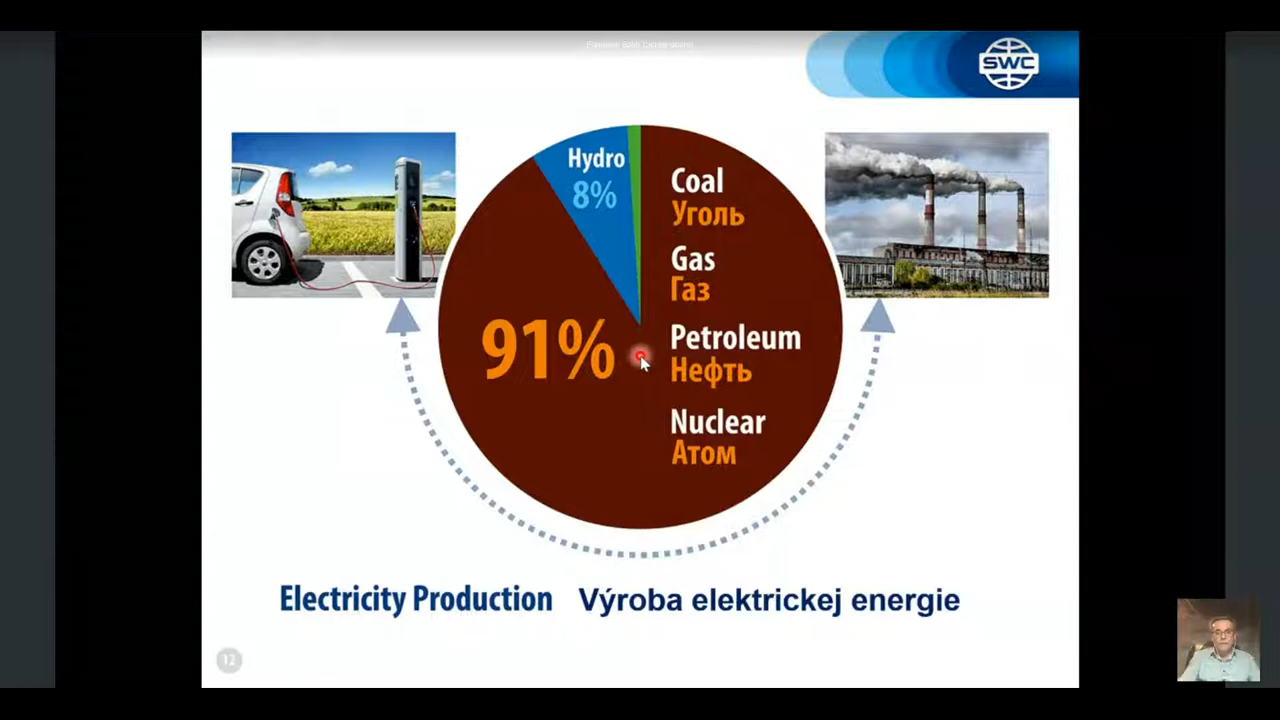 SWC
Hydro
8%
91%
Coal
Уголь
Gas
Газ
Petroleum
Нефть
Nuclear
Атом
Electricity Production Výroba elektrickej energie
12